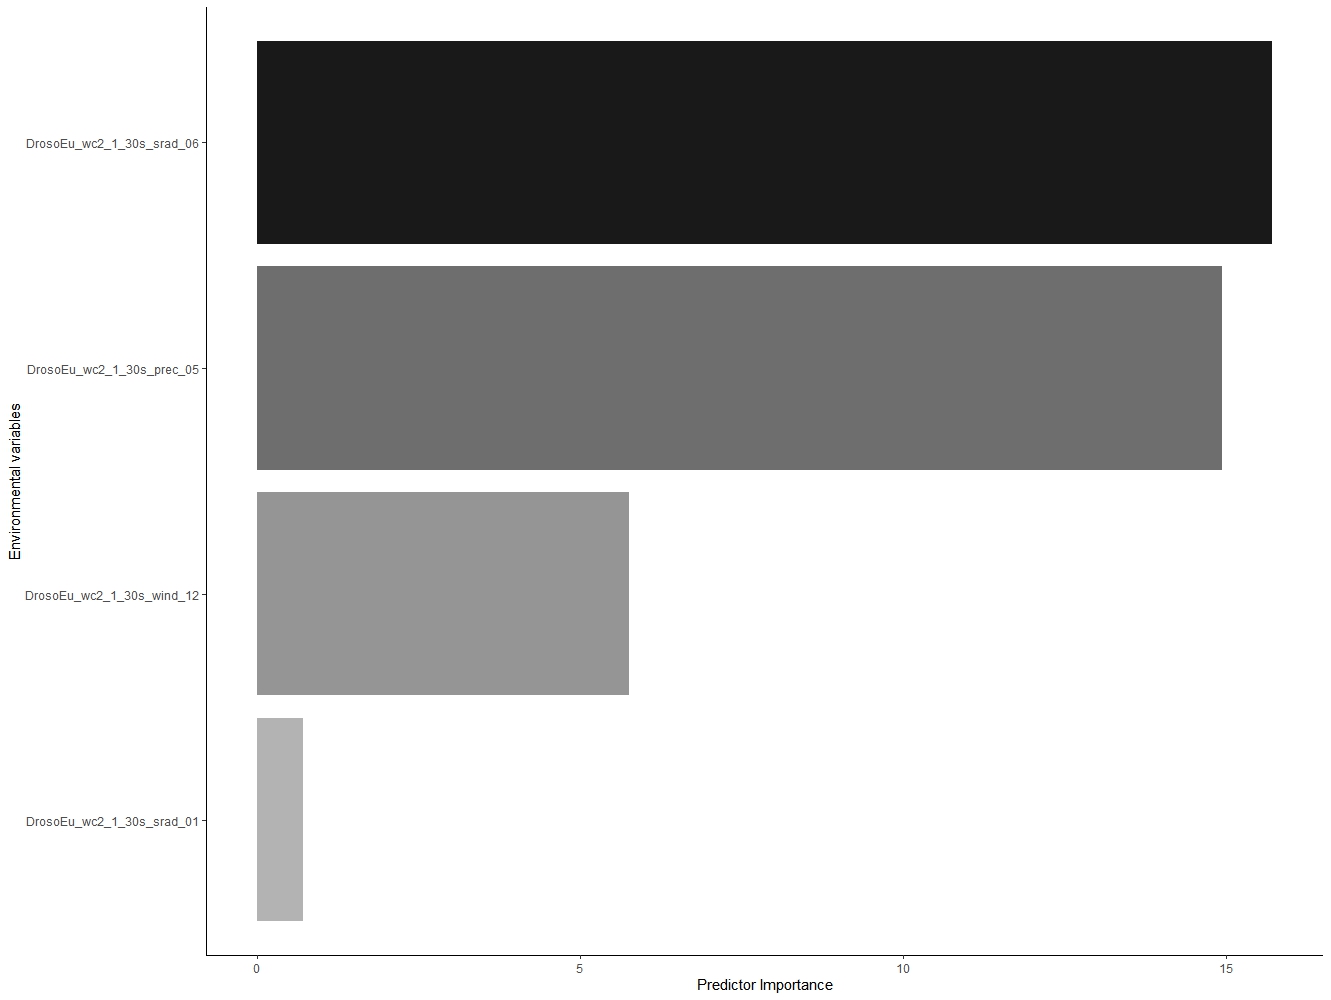 Environmental variables
DrosoEu_wc2_1_30s_srad_06
DrosoEu_wc2_1_30s_prec_05
DrosoEu_wc2_1_30s_wind_12
DrosoEu_wc2_1_30s_srad_01
0 5 10 15
Predictor Importance